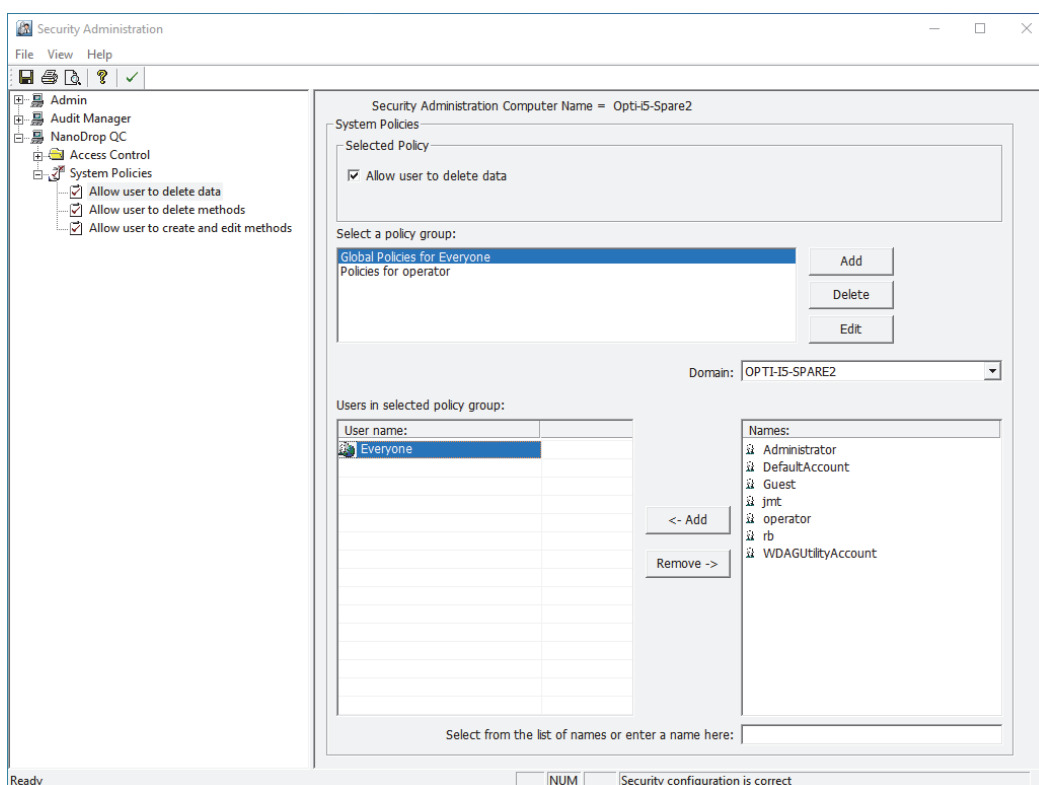 Security Administration
File View Help
Admin
Audit Manager
NanoDrop QC
Access Control
System Policies
Allow user to delete data
Allow user to delete methods
Allow user to create and edit methods
Security Administration Computer Name = Opti-i5-Spare2
System Policies
Selected Policy
Allow user to delete data
Select a policy group:
Global Policies for Everyone
Policies for operator
Add
Delete
Edit
Domain: OPTI-I5-SPARE2
Users in selected policy group:
User name:
Everyone
<- Add
Remove ->
Names:
Administrator
DefaultAccount
Guest
jmt
operator
rb
WDAGUtilityAccount
Select from the list of names or enter a name here:
Ready NUM Security configuration is correct